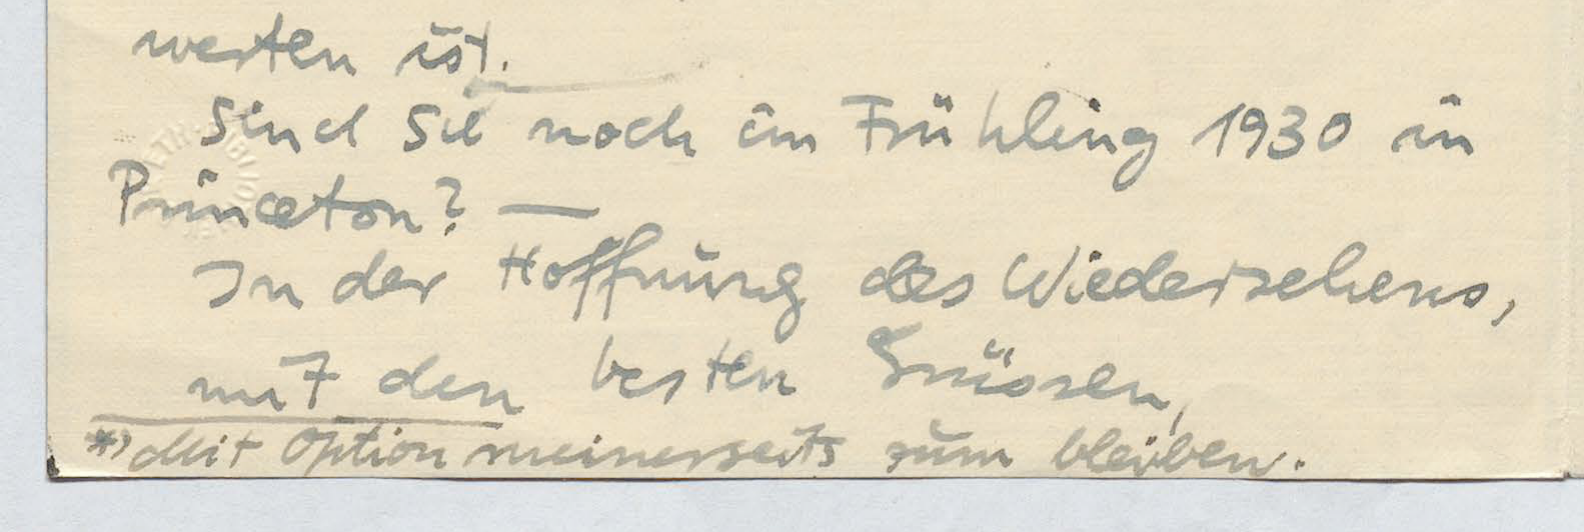 werten ist.
Sind Sie noch im Frühling 1930 in
Princeton? —
In der Hoffnung des Wiedersehens,
mit den besten Grüssen,
*) Mit Option meinerseits zum bleiben.